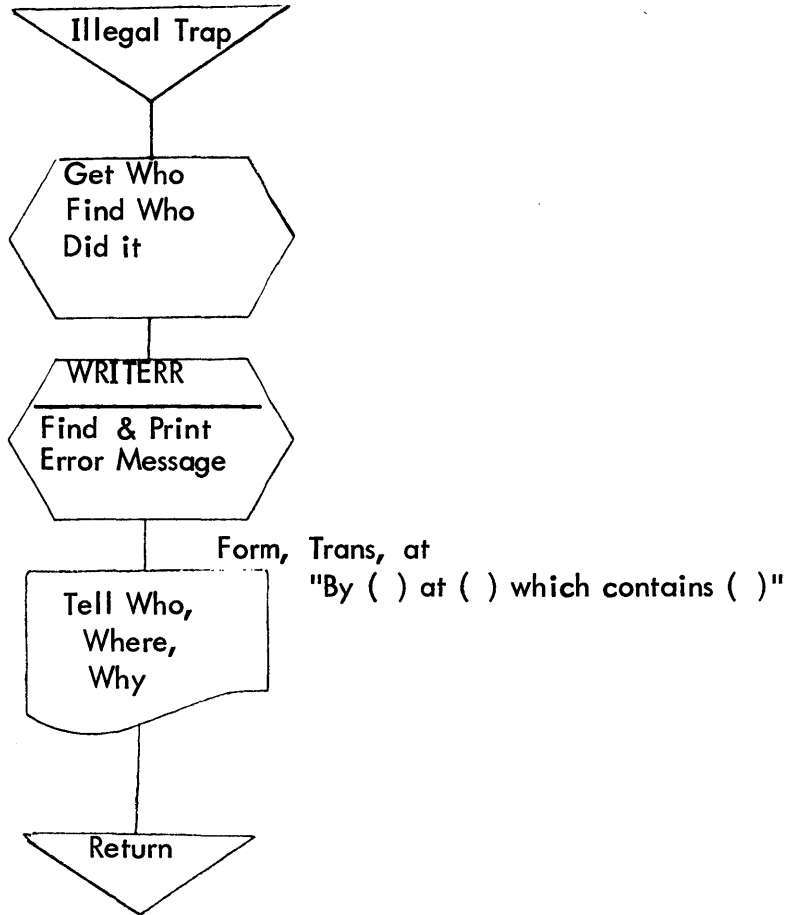 Illegal Trap
Get Who
Find Who
Did it
WRITERR
Find & Print
Error Message
Form, Trans, at
"By ( ) at ( ) which contains ( )"
Tell Who,
Where,
Why
Return